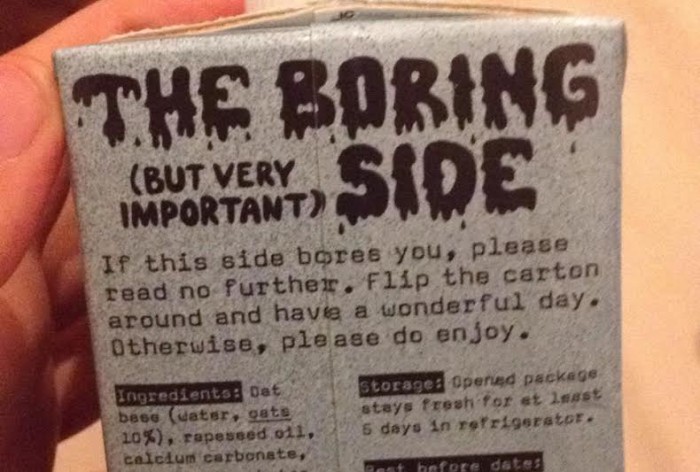 THE BORING
(BUT VERY
IMPORTANT) SIDE
If this side bores you, please
read no further. Flip the carton
around and have a wonderful day.
Otherwise, please do enjoy.
Ingredients: Oat
base (water, oats
10%), rapeseed oil,
calcium carbonate,
Storage: Opened package
stays fresh for at least
5 days in refrigerator.
Best before date: